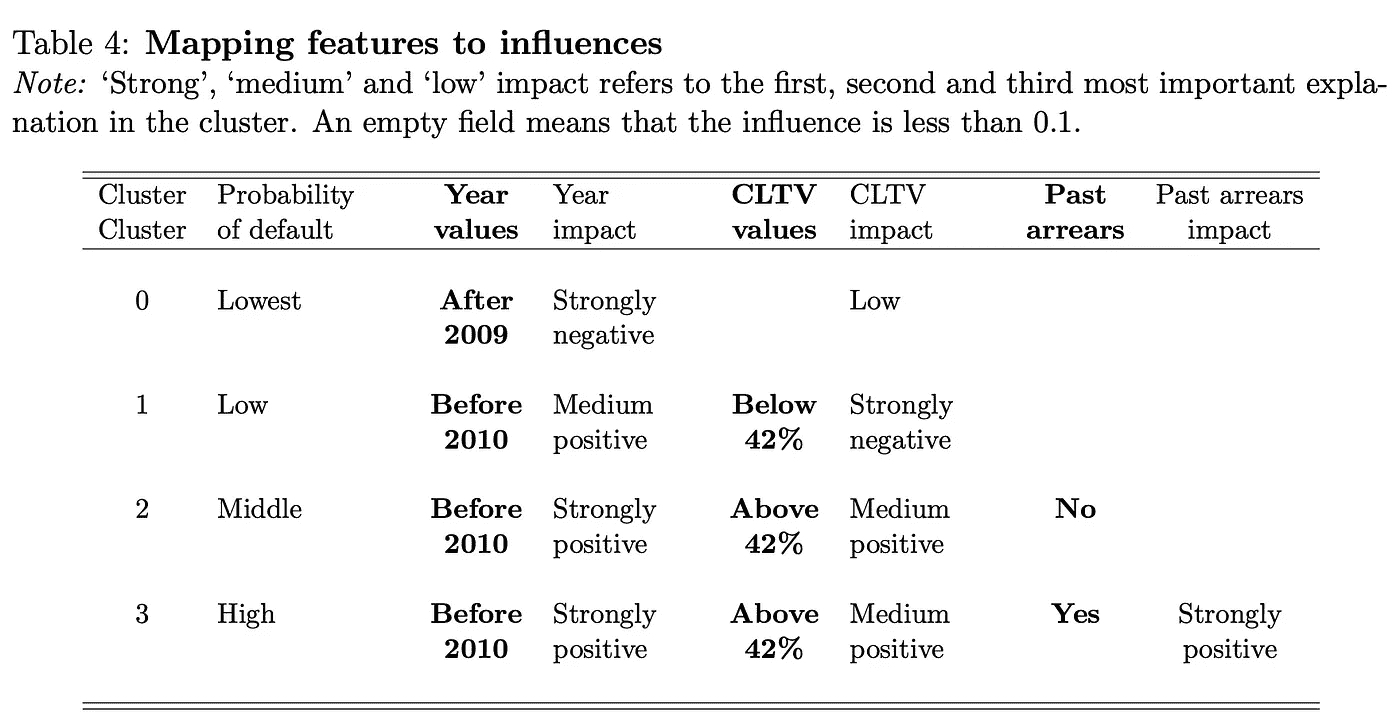 Table 4: Mapping features to influences
Note: ‘Strong’, ‘medium’ and ‘low’ impact refers to the first, second and third most important expla-
nation in the cluster. An empty field means that the influence is less than 0.1.
Cluster Probability Year Year CLTV CLTV Past Past arrears
Cluster of default values impact values impact arrears impact
0 Lowest After Strongly Low
2009 negative
1 Low Before Medium Below Strongly
2010 positive 42% negative
2 Middle Before Strongly Above Medium No
2010 positive 42% positive
3 High Before Strongly Above Medium Yes Strongly
2010 positive 42% positive positive